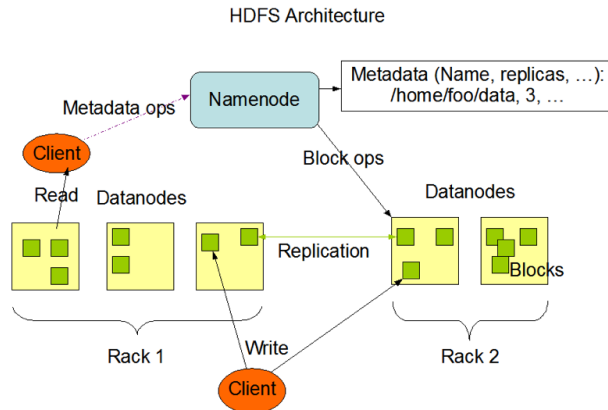 HDFS Architecture
Metadata (Name, replicas, ...):
/home/foo/data, 3, ...
Namenode
Metadata ops
Client
Block ops
Read
Datanodes
Datanodes
Replication
Blocks
Rack 1
Write
Rack 2
Client